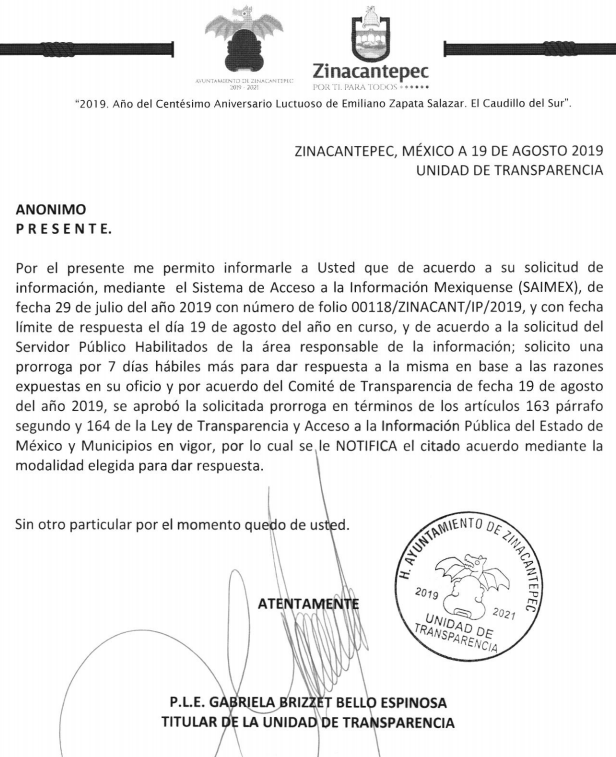 AYUNTAMIENTO DE ZINACANTEPEC
2019 - 2021
Zinacantepec
POR TI, PARA TODOS
“2019. Año del Centésimo Aniversario Luctuoso de Emiliano Zapata Salazar. El Caudillo del Sur”.
ZINACANTEPEC, MÉXICO A 19 DE AGOSTO 2019
UNIDAD DE TRANSPARENCIA
ANONIMO
P R E S E N T E.
Por el presente me permito informarle a Usted que de acuerdo a su solicitud de
información, mediante el Sistema de Acceso a la Información Mexiquense (SAIMEX), de
fecha 29 de julio del año 2019 con número de folio 00118/ZINACANT/IP/2019, y con fecha
límite de respuesta el día 19 de agosto del año en curso, y de acuerdo a la solicitud del
Servidor Público Habilitados de la área responsable de la información; solicito una
prorroga por 7 días hábiles más para dar respuesta a la misma en base a las razones
expuestas en su oficio y por acuerdo del Comité de Transparencia de fecha 19 de agosto
del año 2019, se aprobó la solicitada prorroga en términos de los artículos 163 párrafo
segundo y 164 de la Ley de Transparencia y Acceso a la Información Pública del Estado de
México y Municipios en vigor, por lo cual se le NOTIFICA el citado acuerdo mediante la
modalidad elegida para dar respuesta.
Sin otro particular por el momento quedo de usted.
H. AYUNTAMIENTO DE ZINACANTEPEC
2019 2021
UNIDAD DE
TRANSPARENCIA
ATENTAMENTE
P.L.E. GABRIELA BRIZZET BELLO ESPINOSA
TITULAR DE LA UNIDAD DE TRANSPARENCIA